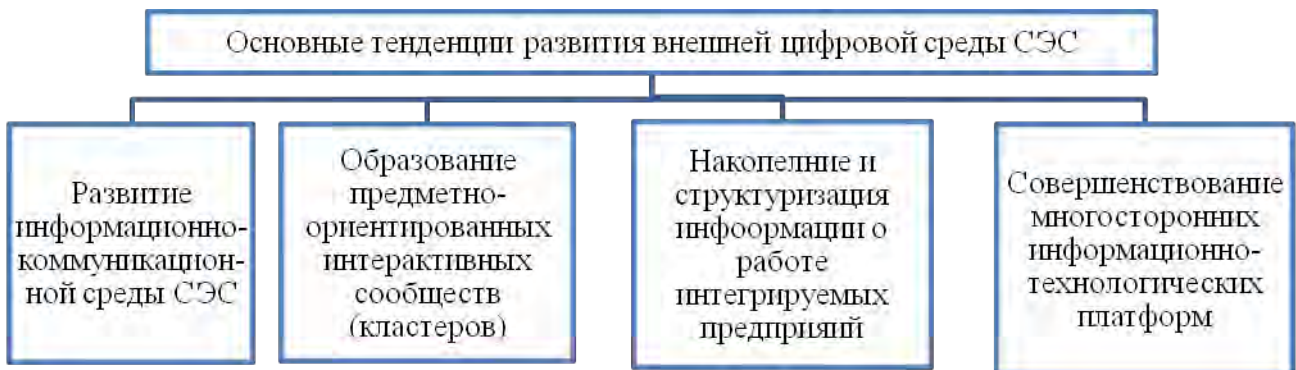 Основные тенденции развития внешней цифровой среды СЭС
Развитие
информационно-
коммуникацион-
ной среды СЭС
Образование
предметно-
ориентированных
интерактивных
сообществ
(кластеров)
Накопелние и
структуризация
инфоормации о
работе
интегрируемых
предприяий
Совершенствование
многосторонних
информационно-
технологических
платформ